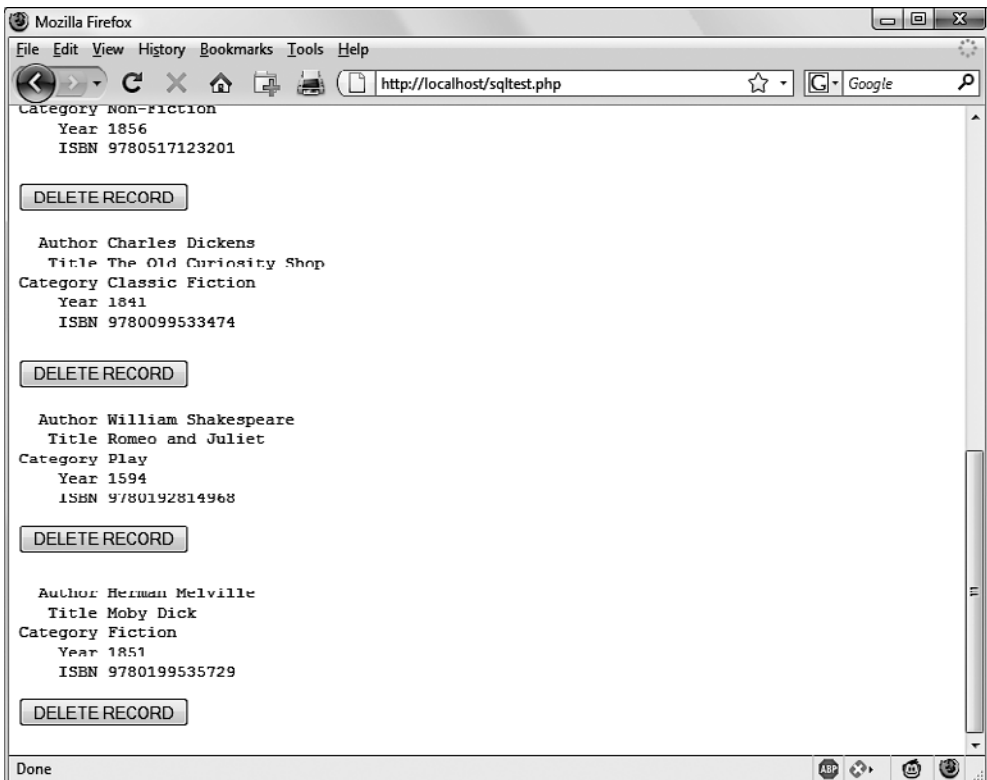 Mozilla Firefox
File Edit View History Bookmarks Tools Help
http://localhost/sqltest.php
G Google
Category Non-Fiction
Year 1856
ISBN 9780517123201
DELETE RECORD
Author Charles Dickens
Title The Old Curiosity Shop
Category Classic Fiction
Year 1841
ISBN 9780099533474
DELETE RECORD
Author William Shakespeare
Title Romeo and Juliet
Category Play
Year 1594
ISBN 9780192814968
DELETE RECORD
Author Herman Melville
Title Moby Dick
Category Fiction
Year 1851
ISBN 9780199535729
DELETE RECORD
Done
ABP